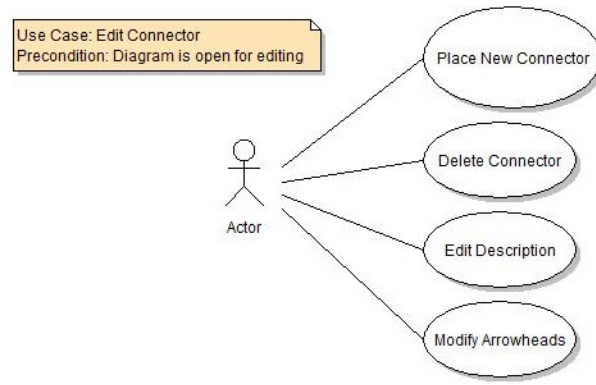 Use Case: Edit Connector
Precondition: Diagram is open for editing
Place New Connector
Delete Connector
Actor
Edit Description
Modify Arrowheads